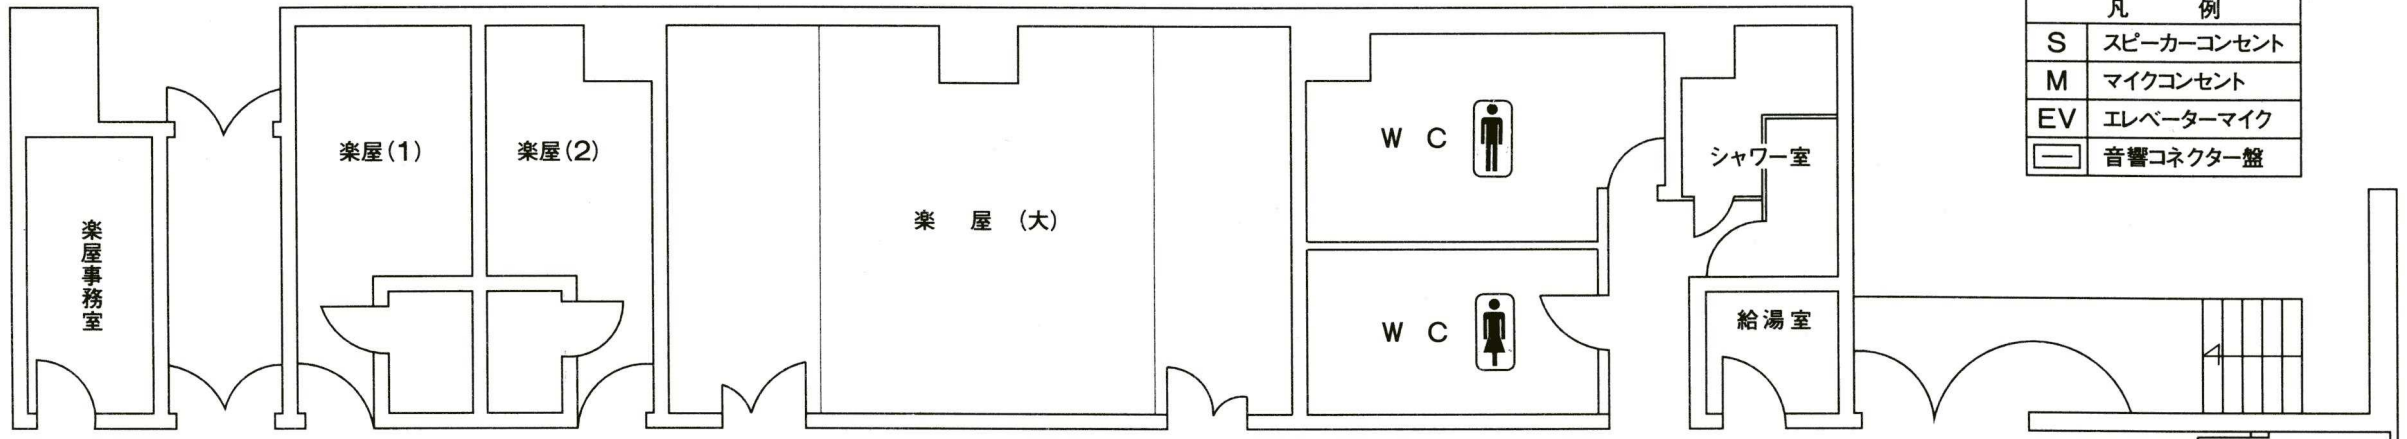 凡 例
S スピーカーコンセント
M マイクコンセント
EV エレベーターマイク
音響コネクター盤
楽屋事務室
楽屋(1)
楽屋(2)
楽 屋 (大)
W C
W C
シャワー室
給湯室